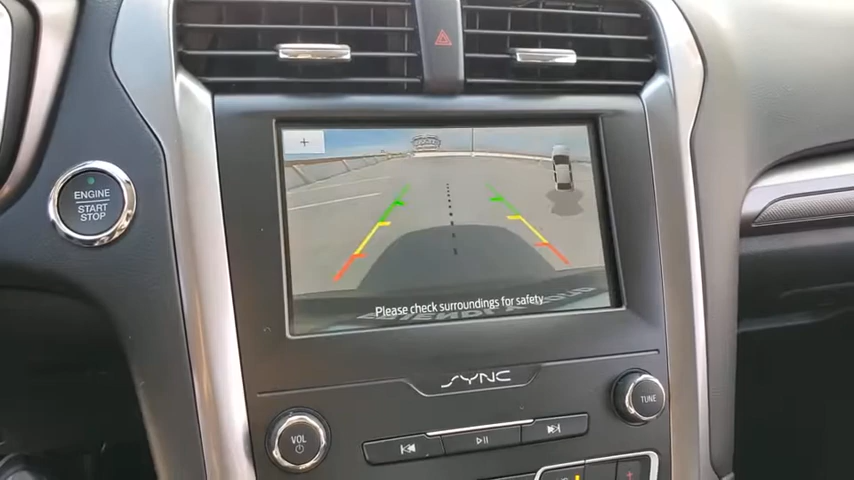 ENGINE
START
STOP
Please check surroundings for safety
SYNC
VOL
TUNE